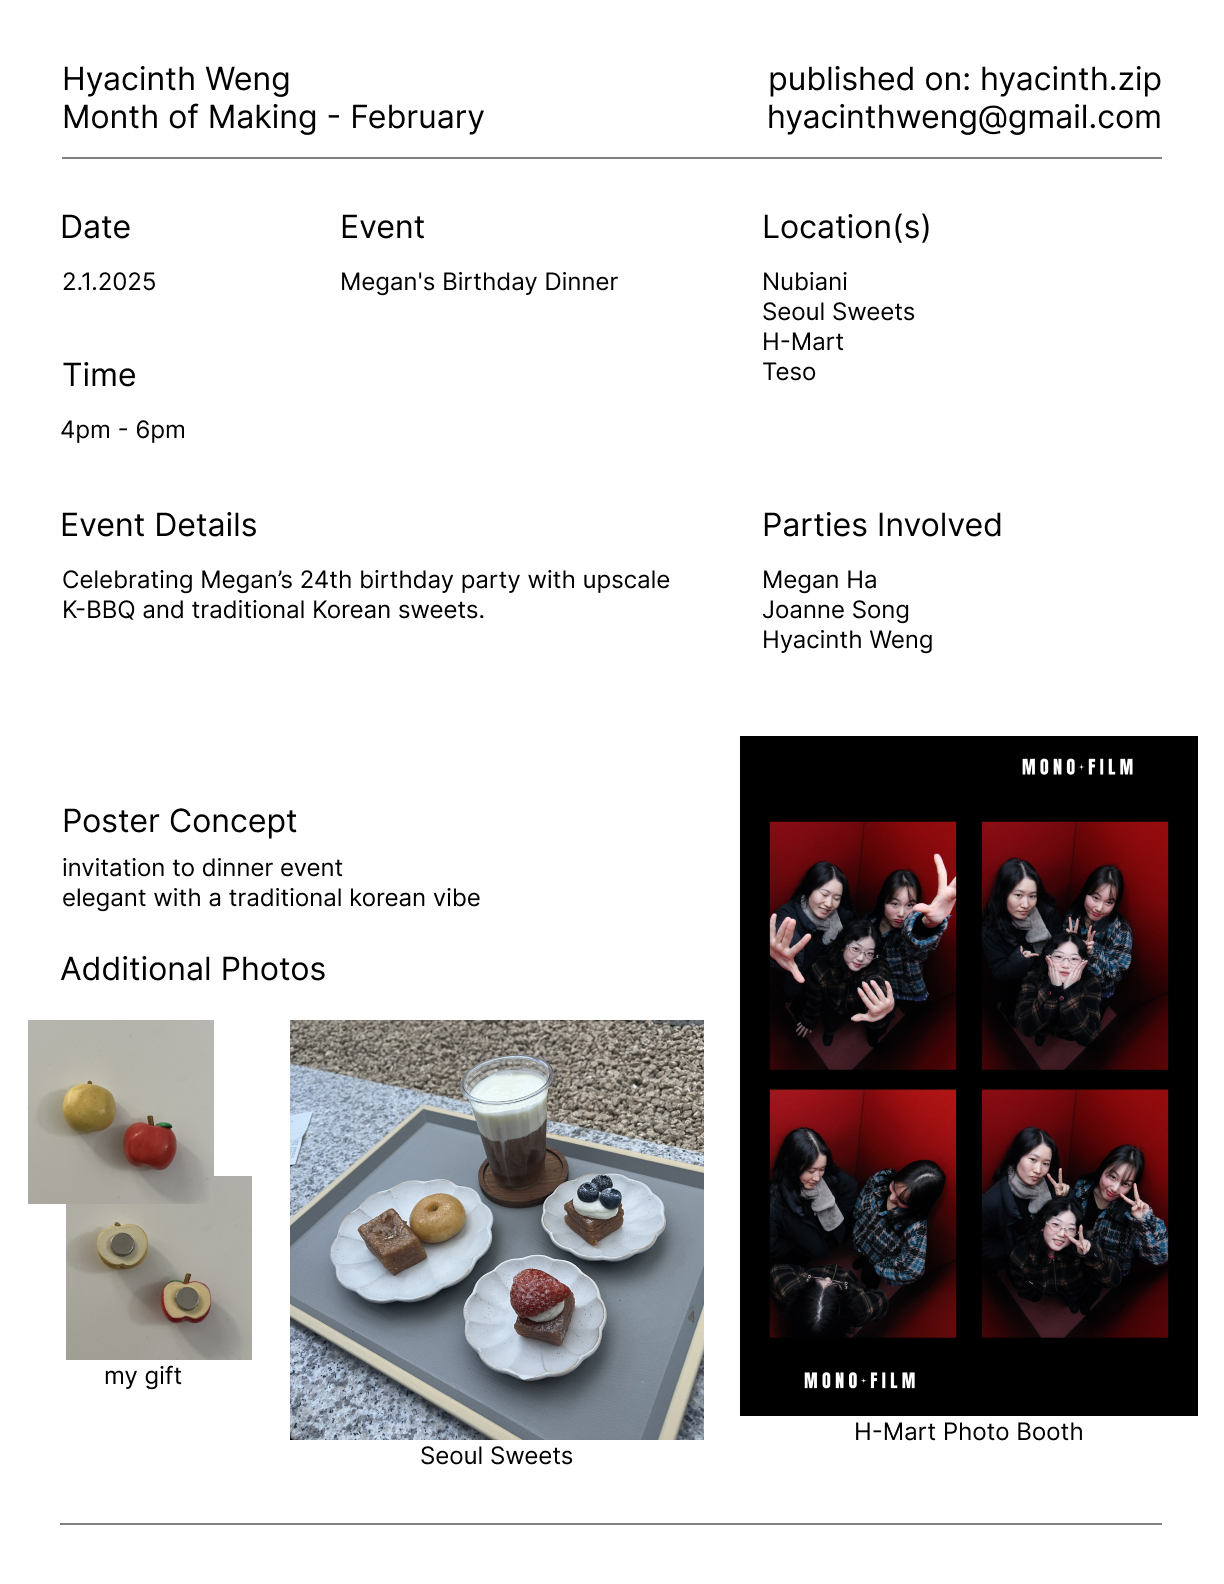 Hyacinth Weng
Month of Making - February
published on: hyacinth.zip
hyacinthweng@gmail.com
Date
2.1.2025
Event
Megan's Birthday Dinner
Location(s)
Nubiani
Seoul Sweets
H-Mart
Teso
Time
4pm - 6pm
Event Details
Celebrating Megan’s 24th birthday party with upscale
K-BBQ and traditional Korean sweets.
Parties Involved
Megan Ha
Joanne Song
Hyacinth Weng
Poster Concept
invitation to dinner event
elegant with a traditional korean vibe
Additional Photos
my gift
Seoul Sweets
MONO+FILM
MONO+FILM
H-Mart Photo Booth